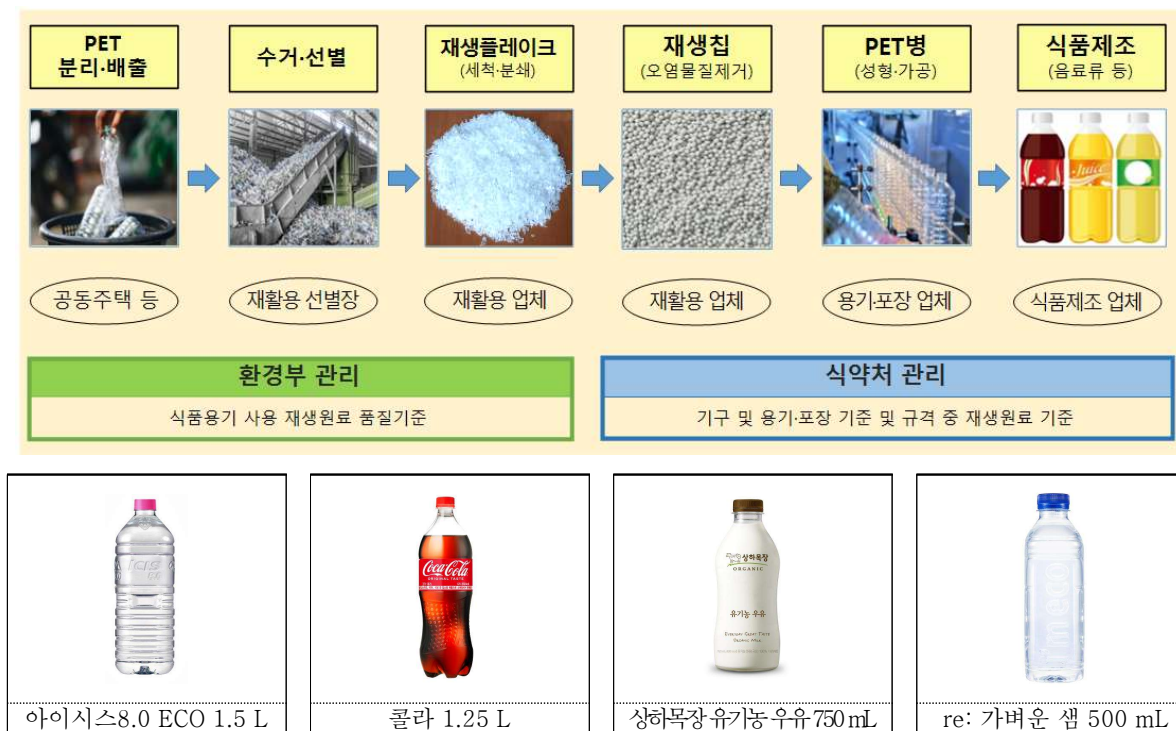 PET
분리·배출
수거·선별
재생플레이크
(세척·분쇄)
재생칩
(오염물질제거)
PET병
(성형·가공)
식품제조
(음료류 등)
Juice
공동주택 등
재활용 선별장
재활용 업체
재활용 업체
용기·포장 업체
식품제조 업체
환경부 관리
식품용기 사용 재생원료 품질기준
식약처 관리
기구 및 용기·포장 기준 및 규격 중 재생원료 기준
icis
8.0
Coca-Cola
ORIGINAL TASTE
상하목장
ORGANIC
유기농 우유
I'm eco
아이시스8.0 ECO 1.5 L
콜라 1.25 L
상하목장 유기농 우유 750 mL
re: 가벼운 샘 500 mL